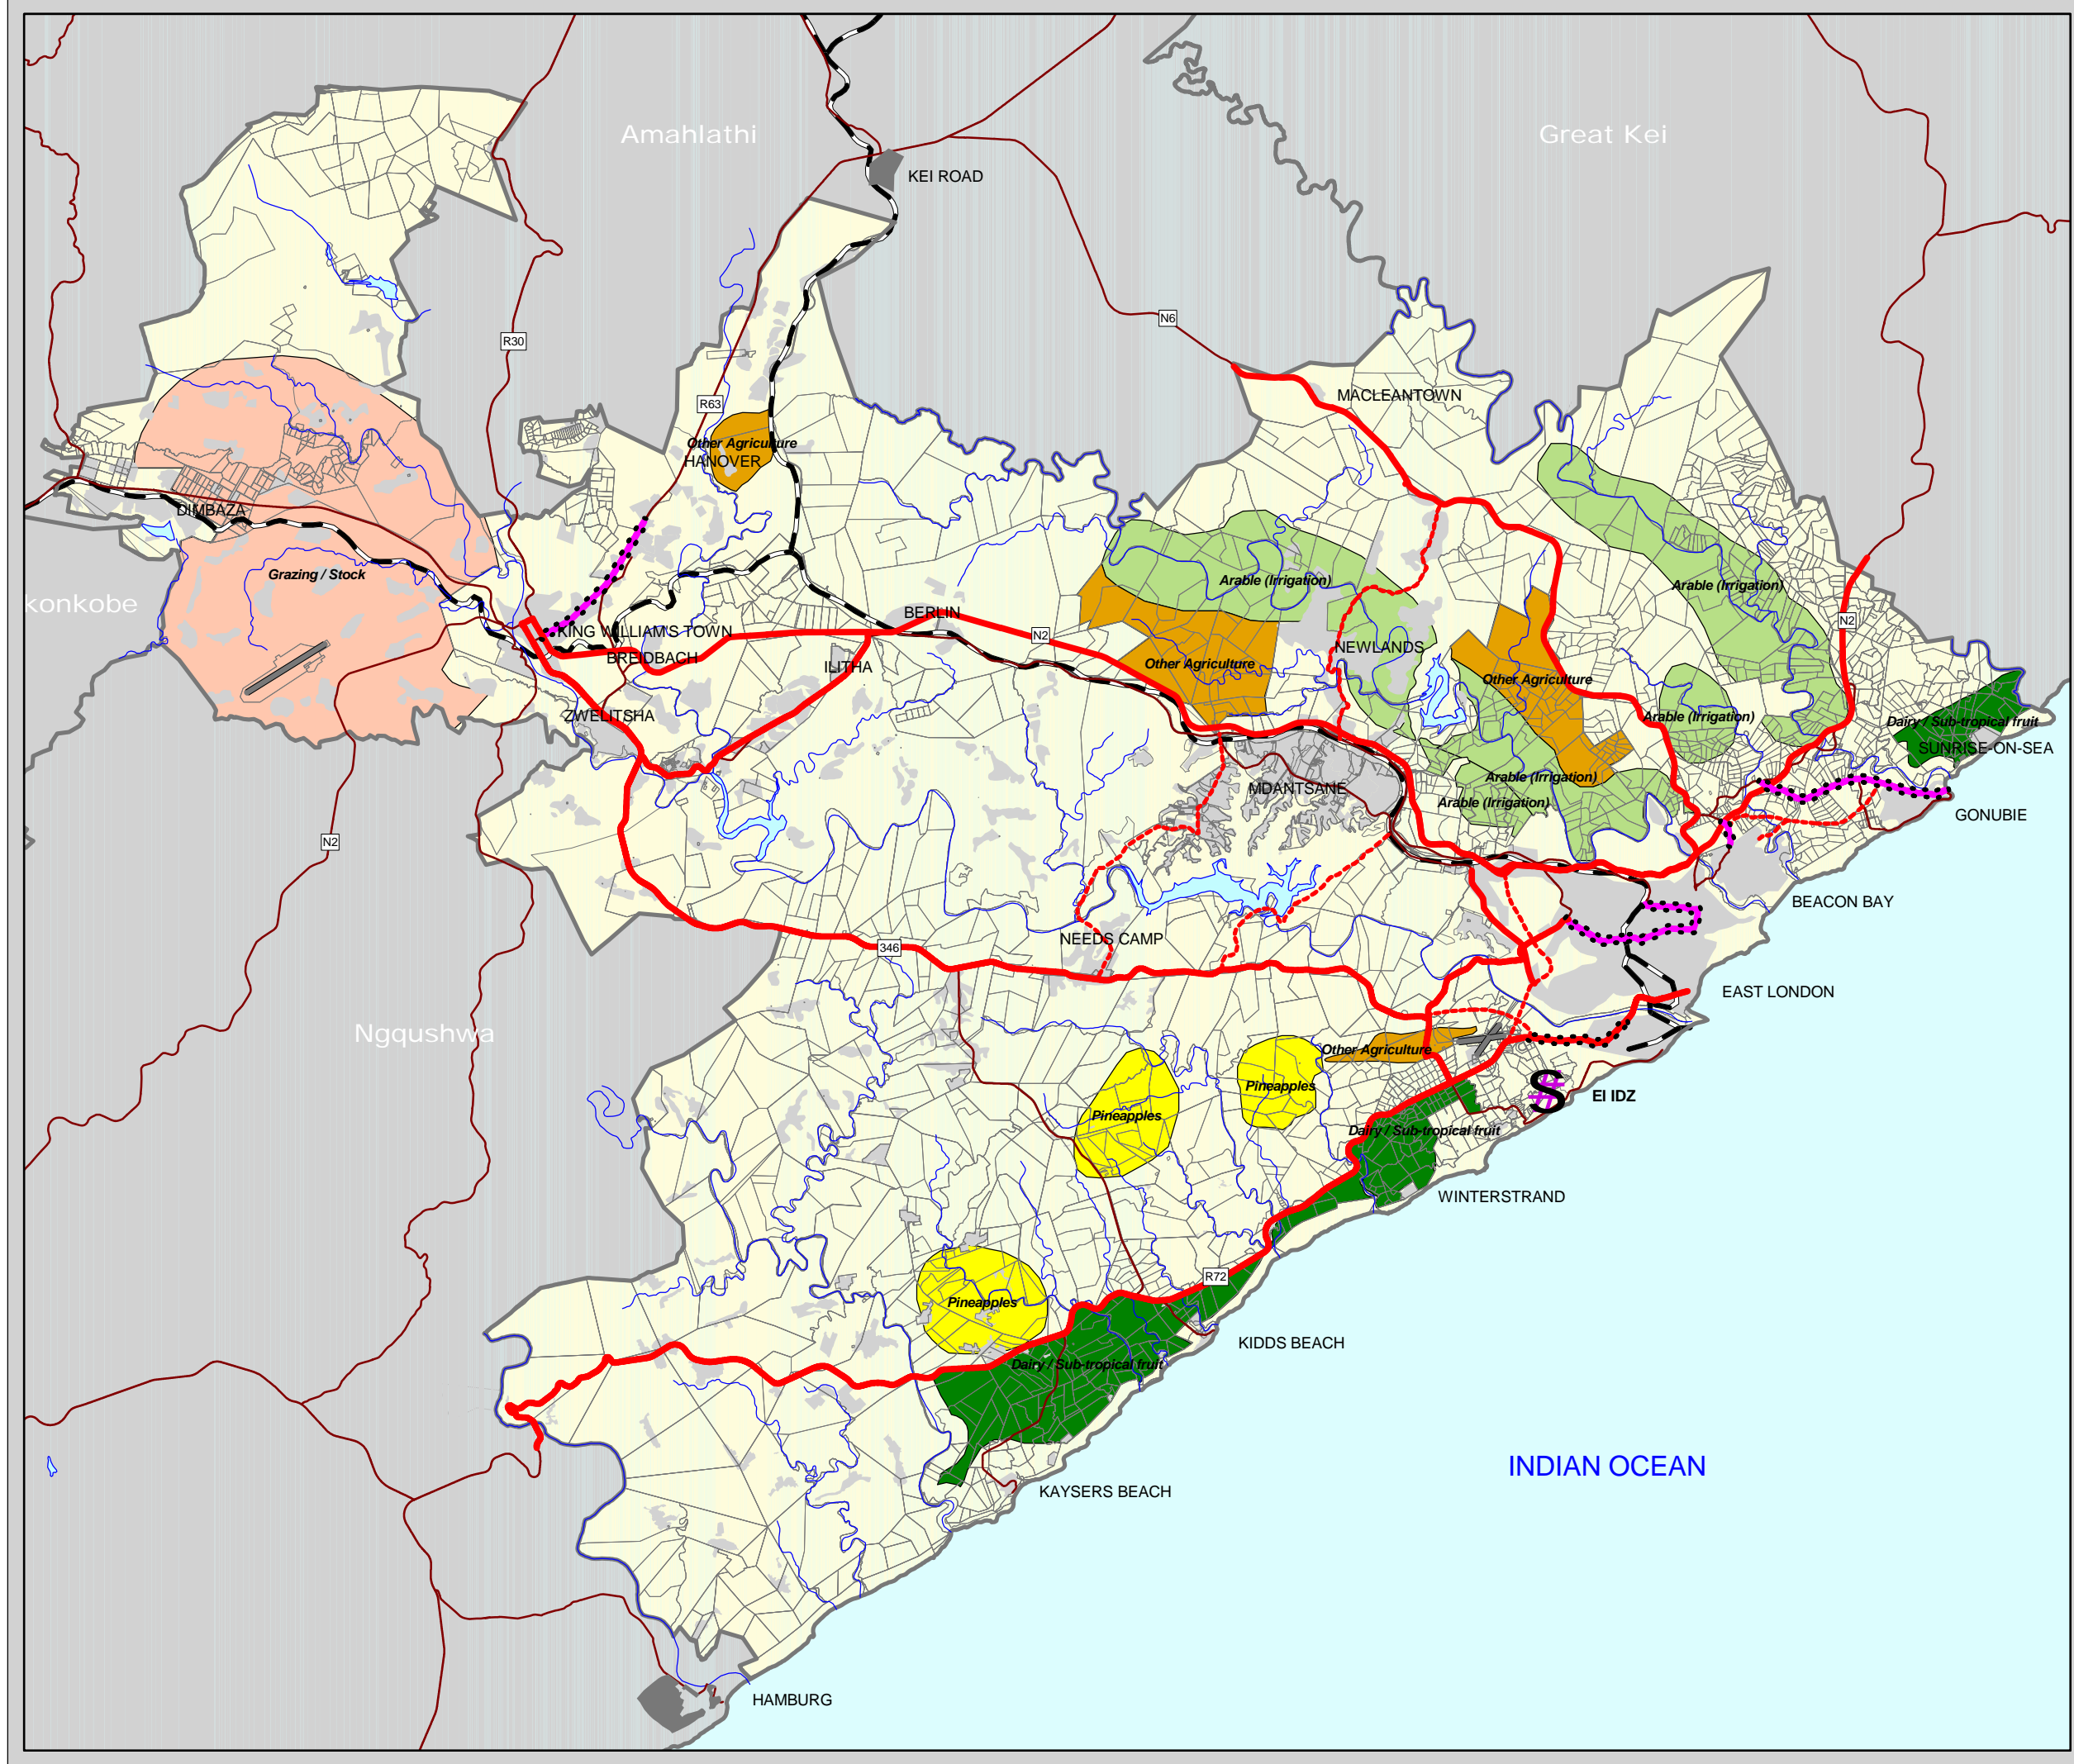 Amahlathi
Great Kei
KEI ROAD
N6
R30
MACLEANTOWN
R63
Other Agriculture
HANOVER
DIMBAZA
Grazing / Stock
Arable (Irrigation)
Arable (Irrigation)
konkobe
BERLIN
N2
N2
KING WILLIAM'S TOWN
BREIDBACH
ILITHA
Other Agriculture
NEWLANDS
Other Agriculture
ZWELITSHA
Arable (Irrigation)
Dairy / Sub-tropical fruit
SUNRISE-ON-SEA
Arable (Irrigation)
MDANTSANE
Arable (Irrigation)
GONUBIE
N2
BEACON BAY
NEEDS CAMP
346
EAST LONDON
Ngqushwa
Other Agriculture
Pineapples
EI IDZ
S
Pineapples
Dairy / Sub-tropical fruit
WINTERSTRAND
R72
Pineapples
KIDDS BEACH
Dairy / Sub-tropical fruit
INDIAN OCEAN
KAYSERS BEACH
HAMBURG